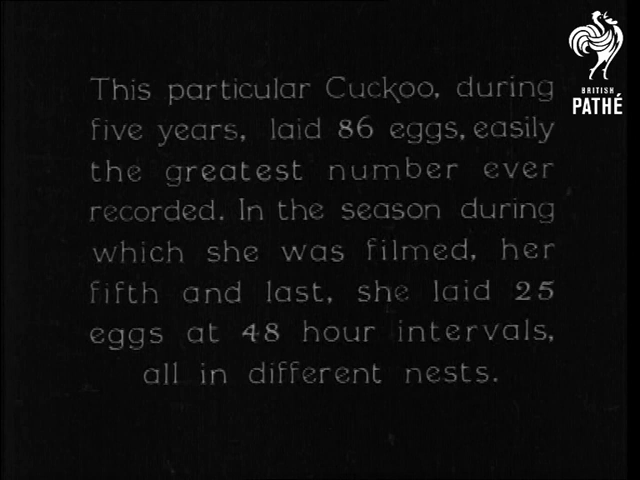 This particular Cuckoo, during
five years, laid 86 eggs, easily
the greatest number ever
recorded. In the season during
which she was filmed, her
fifth and last, she laid 25
eggs at 48 hour intervals,
all in different nests.
BRITISH
PATHÉ